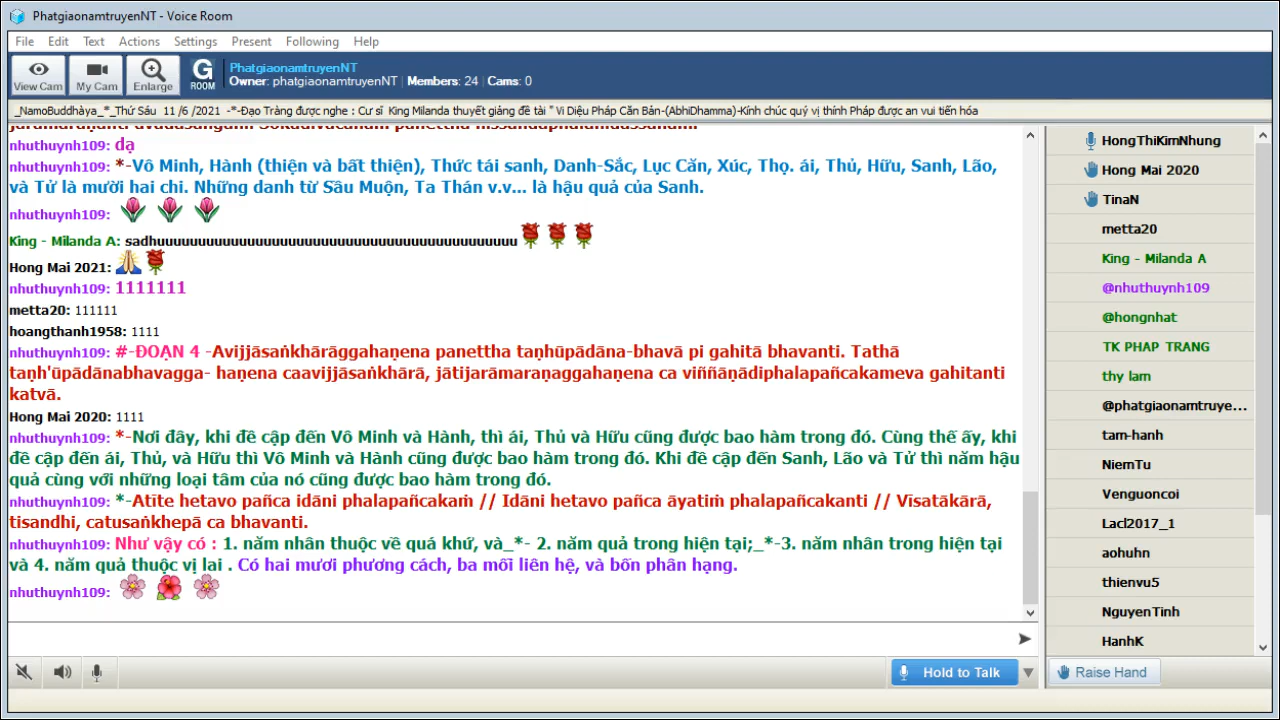 PhatgiaonamtruyenNT - Voice Room
File Edit Text Actions Settings Present Following Help
View Cam My Cam Enlarge G ROOM
PhatgiaonamtruyenNT
Owner: phatgiaonamtruyenNT | Members: 24 | Cams: 0
_NamoBuddhàya_*_Thứ Sáu 11 /6 /2021 -*-Đạo Tràng được nghe : Cư sĩ King Milanda thuyết giảng đề tài " Vi Diệu Pháp Căn Bản-(AbhiDhamma)-Kính chúc quý vị thính Pháp được an vui tiến hóa
nhuthuynh109: dạ
nhuthuynh109: *-Vô Minh, Hành (thiện và bất thiện), Thức tái sanh, Danh-Sắc, Lục Căn, Xúc, Thọ. ái, Thủ, Hữu, Sanh, Lão,
và Tử là mười hai chi. Những danh từ Sầu Muộn, Ta Thán v.v... là hậu quả của Sanh.
nhuthuynh109:
King - Milanda A: sadhuuuuuuuuuuuuuuuuuuuuuuuuuuuuuuuuuuuuuuuuuuu
Hong Mai 2021:
nhuthuynh109: 1111111
metta20: 111111
hoangthanh1958: 1111
nhuthuynh109: #-ĐOẠN 4 -Avijjāsaṅkhārāggahaṇena panettha taṇhūpādāna-bhavā pi gahitā bhavanti. Tathā
taṇh'ūpādānabhavagga- haṇena caavijjāsaṅkhārā, jātijarāmaraṇaggahaṇena ca viññāṇādiphalapañcakameva gahitanti
katvā.
Hong Mai 2020: 1111
nhuthuynh109: *-Nơi đây, khi đề cập đến Vô Minh và Hành, thì ái, Thủ và Hữu cũng được bao hàm trong đó. Cùng thế ấy, khi
đề cập đến ái, Thủ, và Hữu thì Vô Minh và Hành cũng được bao hàm trong đó. Khi đề cập đến Sanh, Lão và Tử thì năm hậu
quả cùng với những loại tâm của nó cũng được bao hàm trong đó.
nhuthuynh109: *-Atīte hetavo pañca idāni phalapañcakaṁ // Idāni hetavo pañca āyatiṁ phalapañcakanti // Vīsatākārā,
tisandhi, catusaṅkhepā ca bhavanti.
nhuthuynh109: Như vậy có : 1. năm nhân thuộc về quá khứ, và_*- 2. năm quả trong hiện tại;_*-3. năm nhân trong hiện tại
và 4. năm quả thuộc vị lai . Có hai mươi phương cách, ba mối liên hệ, và bốn phân hạng.
nhuthuynh109:
HongThiKimNhung
Hong Mai 2020
TinaN
metta20
King - Milanda A
@nhuthuynh109
@hongnhat
TK PHAP TRANG
thy lam
@phatgiaonamtruye...
tam-hanh
NiemTu
Venguoncoi
Lacl2017_1
aohuhn
thienvu5
NguyenTinh
HanhK
Hold to Talk
Raise Hand